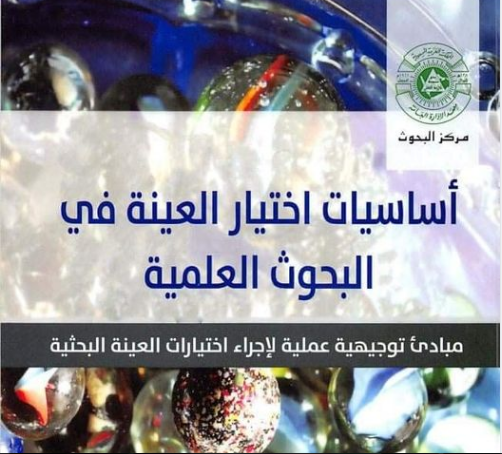 مركز البحوث
أساسيات اختيار العينة في
البحوث العلمية
مبادئ توجيهية عملية لإجراء اختيارات العينة البحثية